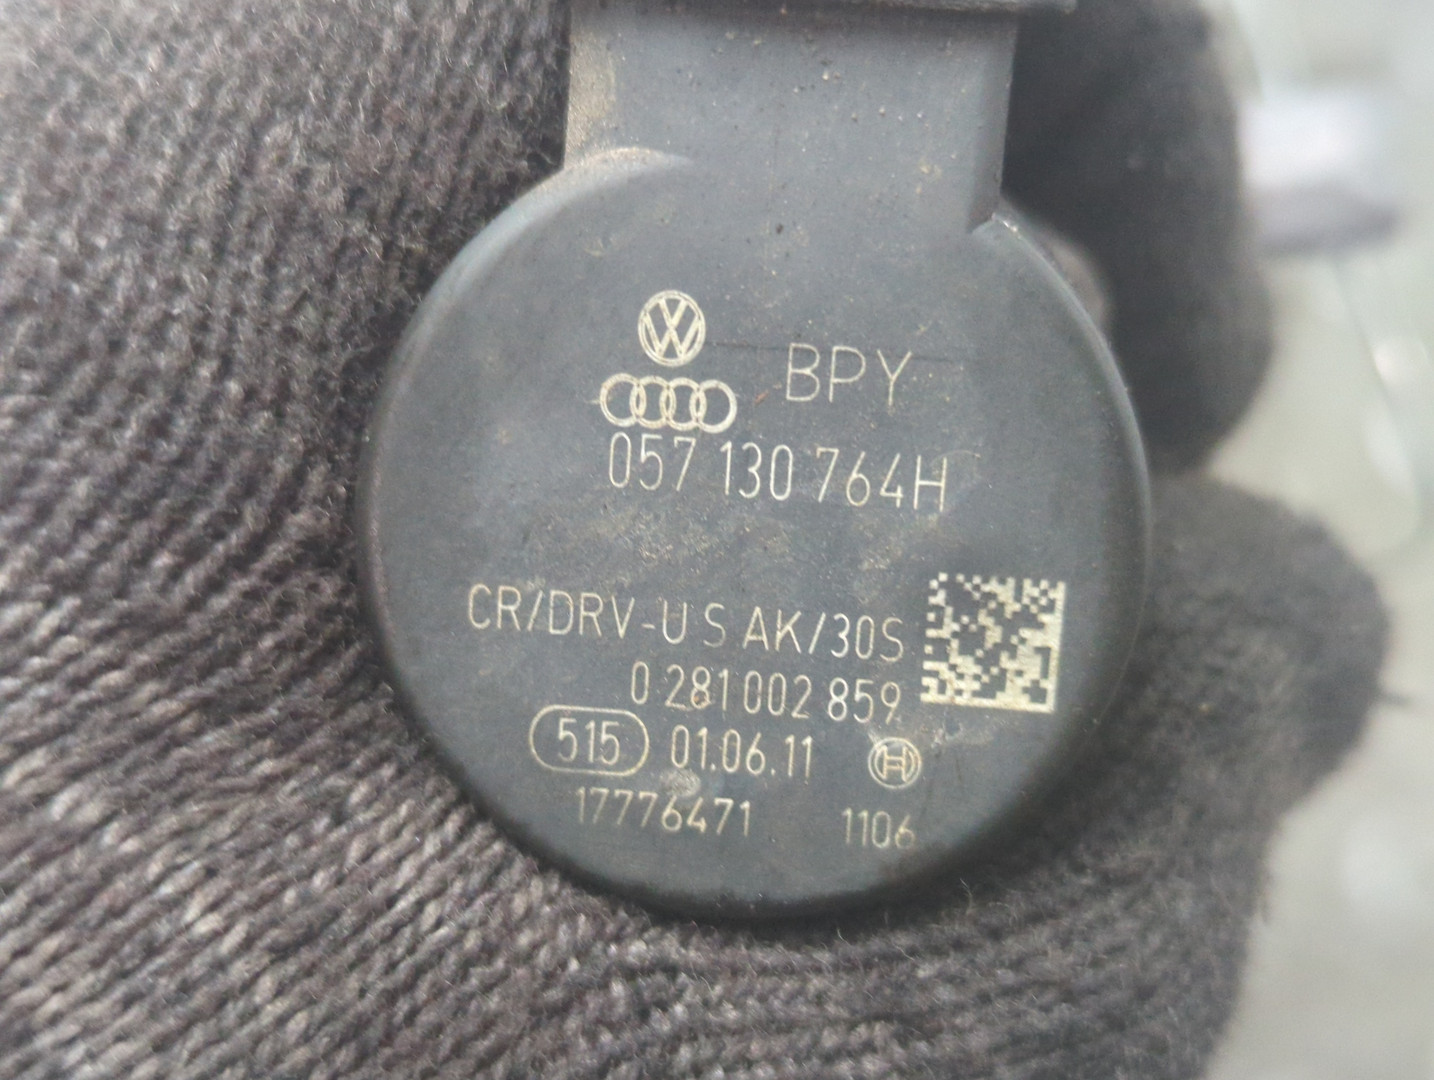 BPY
057 130 764H
CR/DRV-U S AK/30S
0 281 002 859
515 01.06.11
17776471 1106